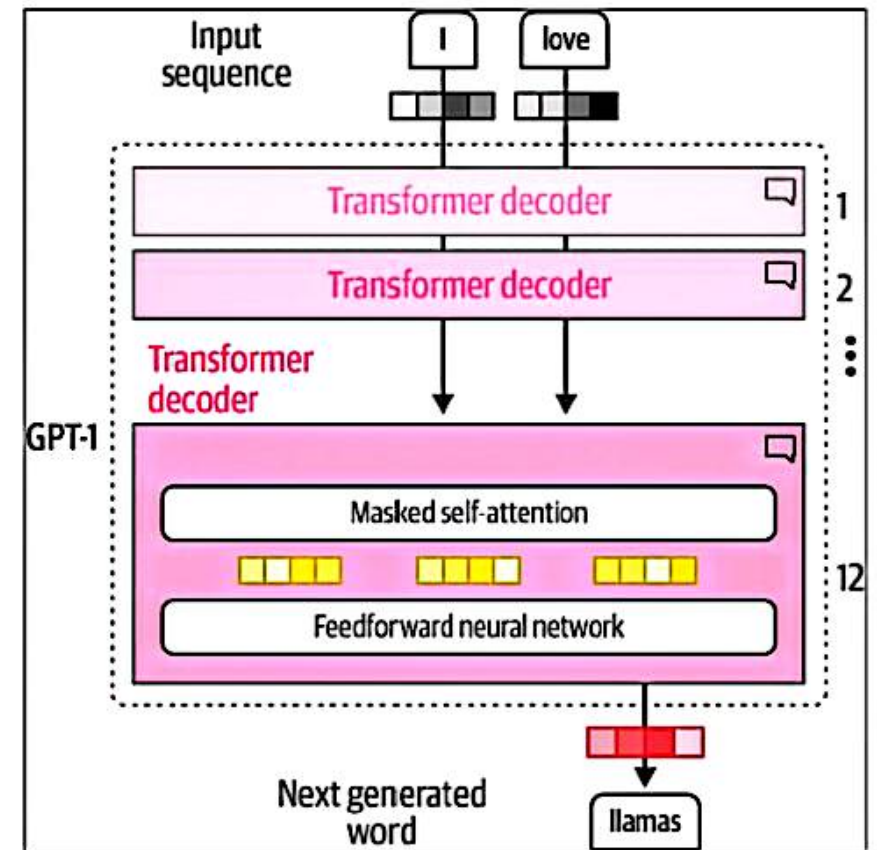 Input
sequence
I
love
Transformer decoder
1
Transformer decoder
2
Transformer
decoder
GPT-1
Masked self-attention
12
Feedforward neural network
Next generated
word
llamas